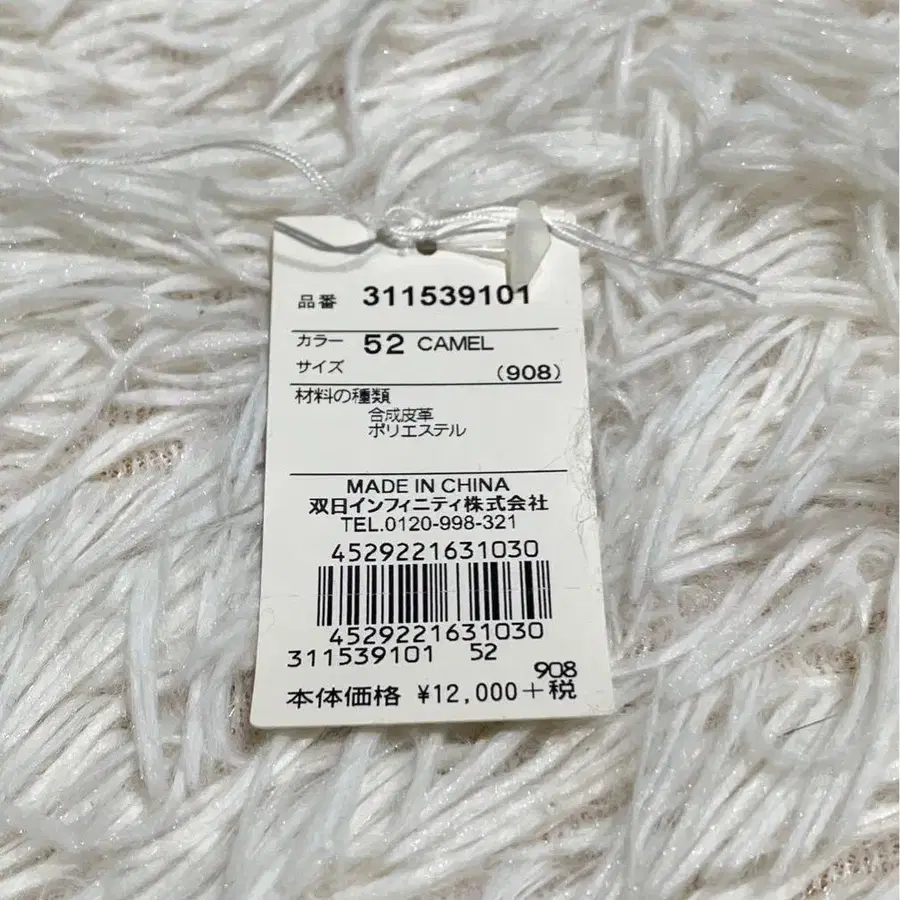 品番 311539101
カラー 52 CAMEL
サイズ (908)
材料の種類
合成皮革
ポリエステル
MADE IN CHINA
双日インフィニティ株式会社
TEL.0120-998-321
4529221631030
4529221631030
311539101 52
908
本体価格 ¥12,000+税